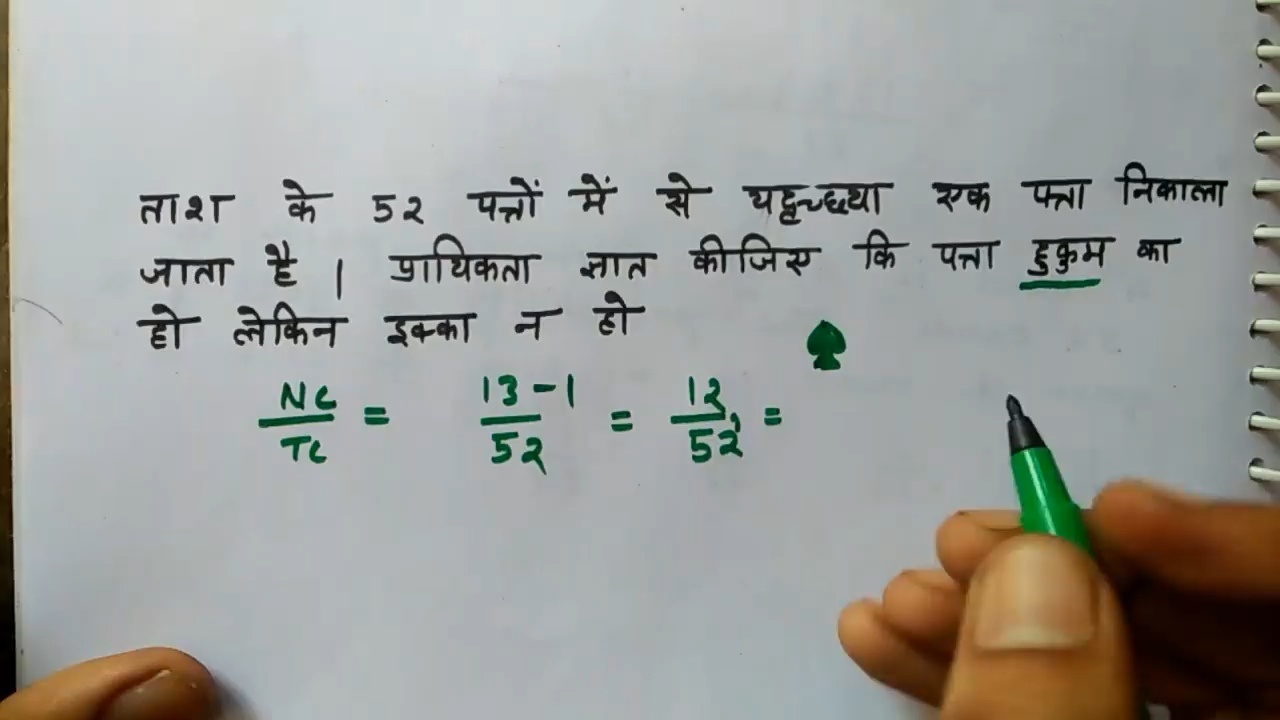 ताश के 52 पत्तों में से यदृच्छया एक पत्ता निकाला
जाता है । प्रायिकता ज्ञात कीजिए कि पत्ता हुकुम का
हो लेकिन इक्का न हो
NC/TC = 13-1/52 = 12/52 =